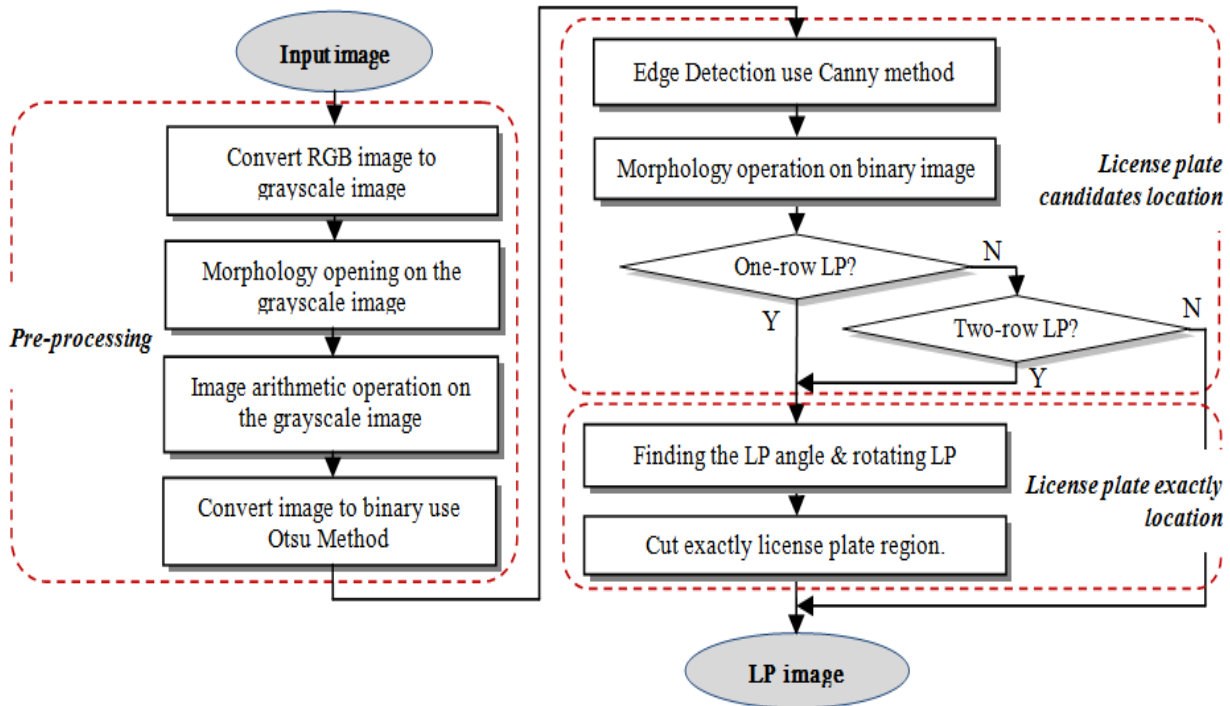 Input image
Convert RGB image to
grayscale image
Morphology opening on the
grayscale image
Pre-processing
Image arithmetic operation on
the grayscale image
Convert image to binary use
Otsu Method
Edge Detection use Canny method
Morphology operation on binary image
License plate
candidates location
One-row LP?
N
Y
Two-row LP?
N
Y
Finding the LP angle & rotating LP
License plate exactly
location
Cut exactly license plate region.
LP image